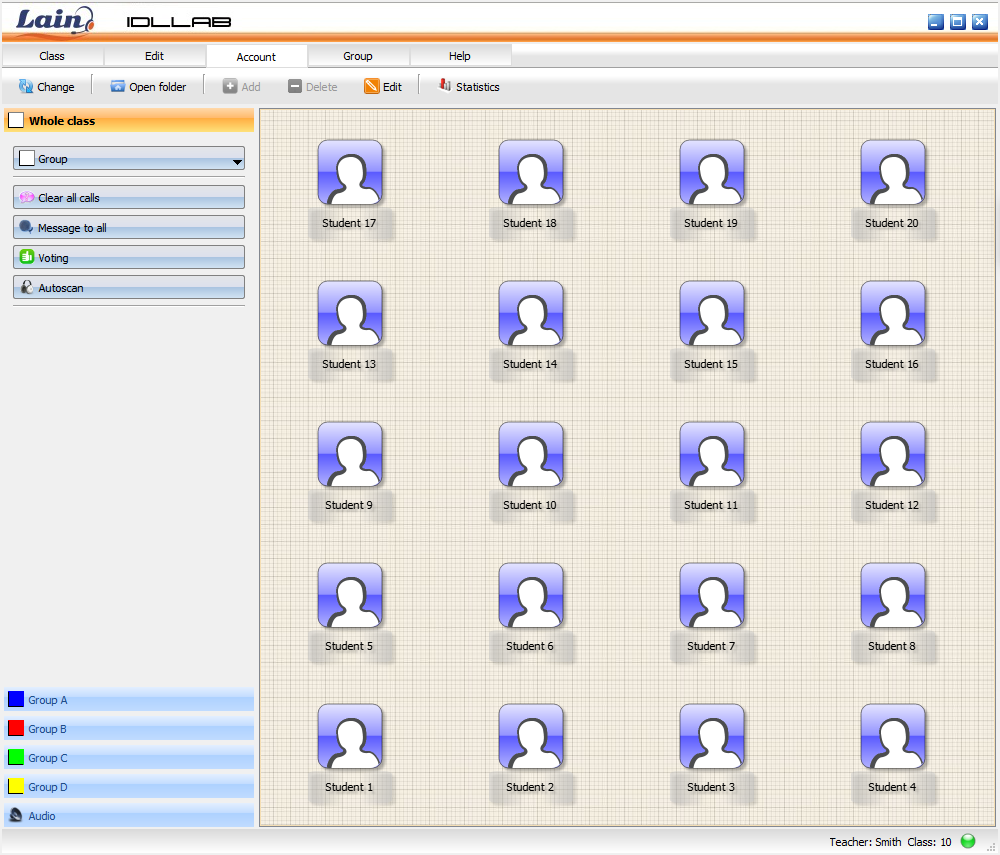 Lain IDLLAB
Class Edit Account Group Help
Change Open folder Add Delete Edit Statistics
Whole class
Group
Clear all calls
Message to all
Voting
Autoscan
Student 17 Student 18 Student 19 Student 20
Student 13 Student 14 Student 15 Student 16
Student 9 Student 10 Student 11 Student 12
Student 5 Student 6 Student 7 Student 8
Student 1 Student 2 Student 3 Student 4
Group A
Group B
Group C
Group D
Audio
Teacher: Smith Class: 10